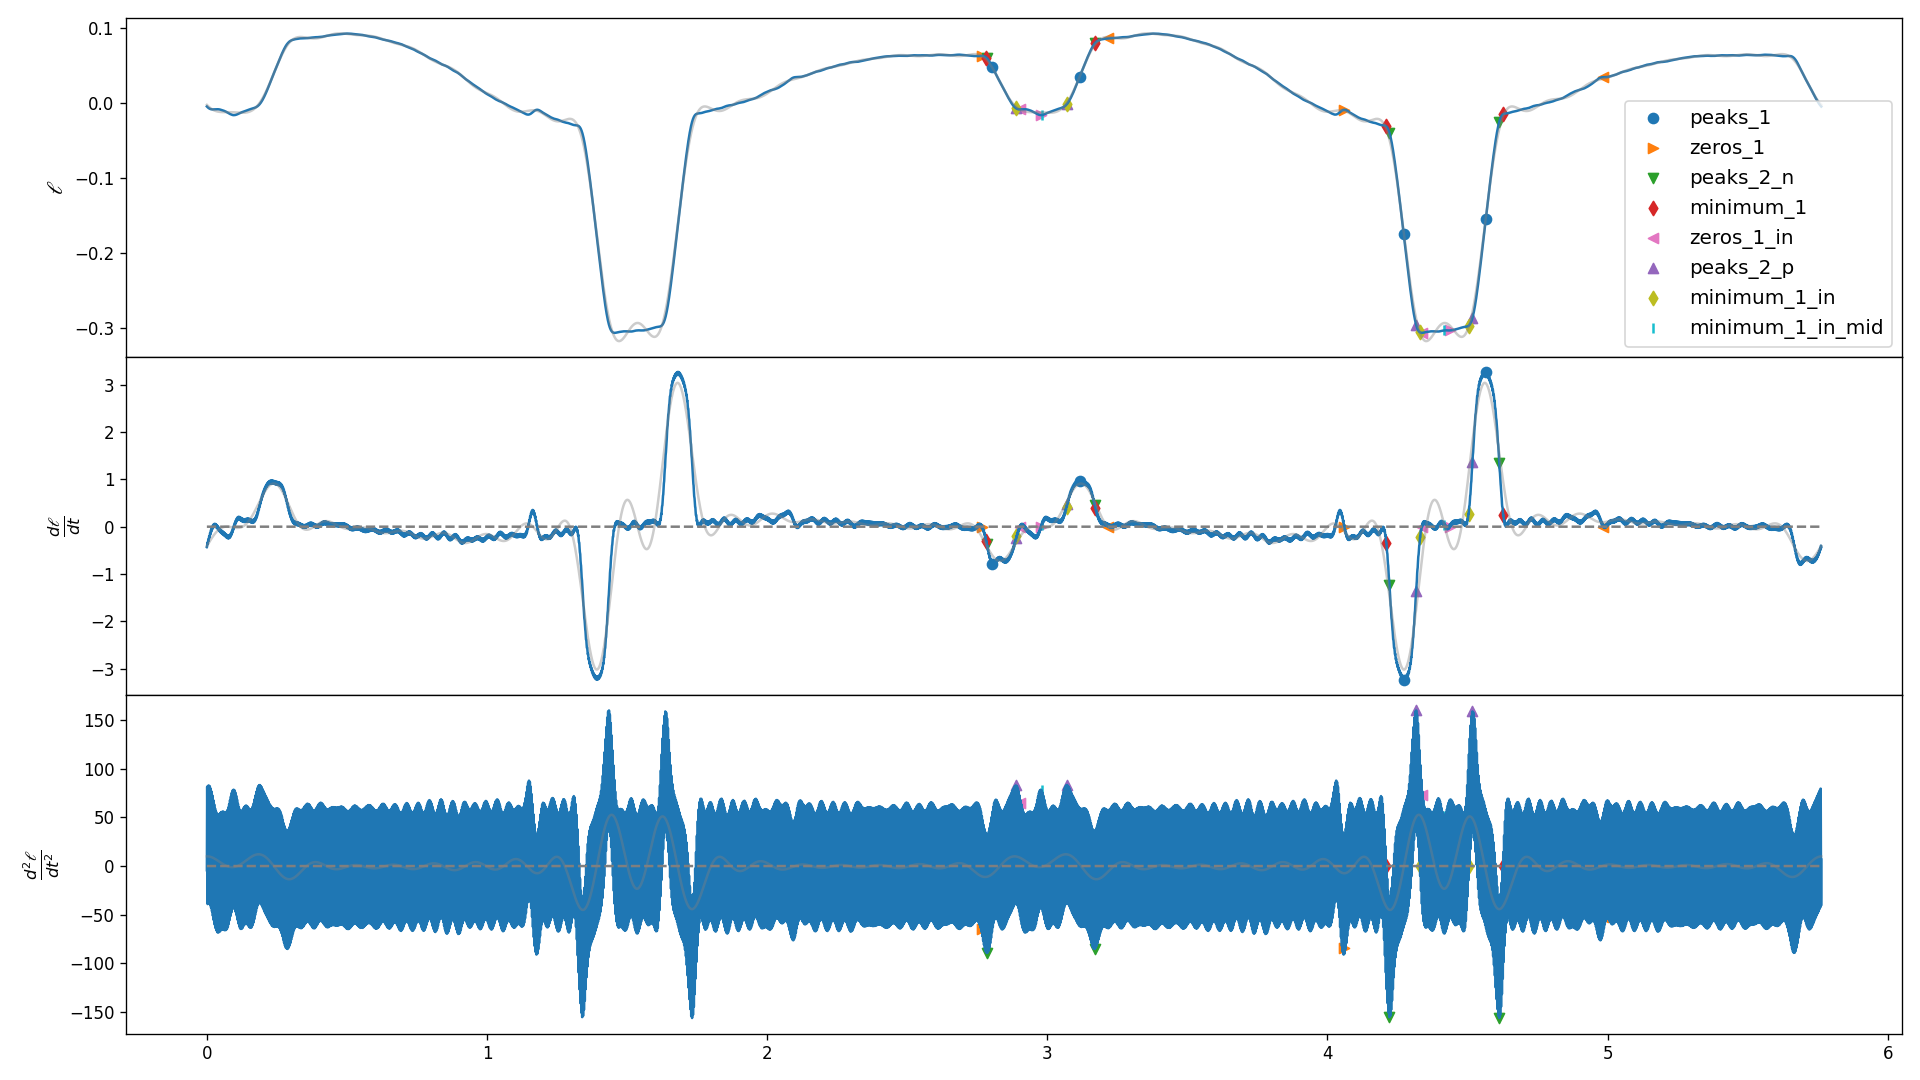 0.1
0.0
−0.1
−0.2
−0.3
ℓ
peaks_1
zeros_1
peaks_2_n
minimum_1
zeros_1_in
peaks_2_p
minimum_1_in
minimum_1_in_mid
3
2
1
0
−1
−2
−3
dℓ/dt
150
100
50
0
−50
−100
−150
d²ℓ/dt²
0 1 2 3 4 5 6